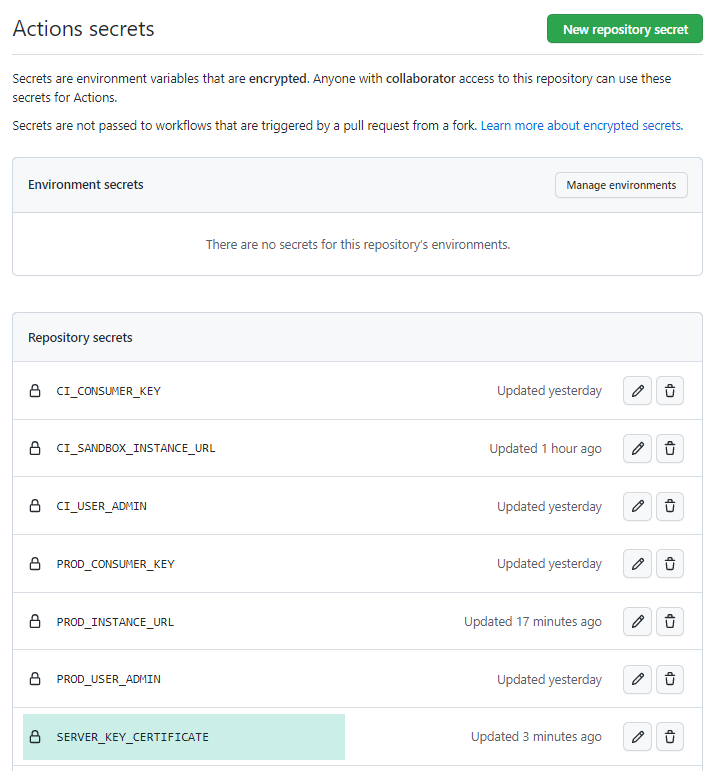 Actions secrets
New repository secret
Secrets are environment variables that are encrypted. Anyone with collaborator access to this repository can use these
secrets for Actions.
Secrets are not passed to workflows that are triggered by a pull request from a fork. Learn more about encrypted secrets.
Environment secrets
Manage environments
There are no secrets for this repository's environments.
Repository secrets
CI_CONSUMER_KEY Updated yesterday
CI_SANDBOX_INSTANCE_URL Updated 1 hour ago
CI_USER_ADMIN Updated yesterday
PROD_CONSUMER_KEY Updated yesterday
PROD_INSTANCE_URL Updated 17 minutes ago
PROD_USER_ADMIN Updated yesterday
SERVER_KEY_CERTIFICATE Updated 3 minutes ago